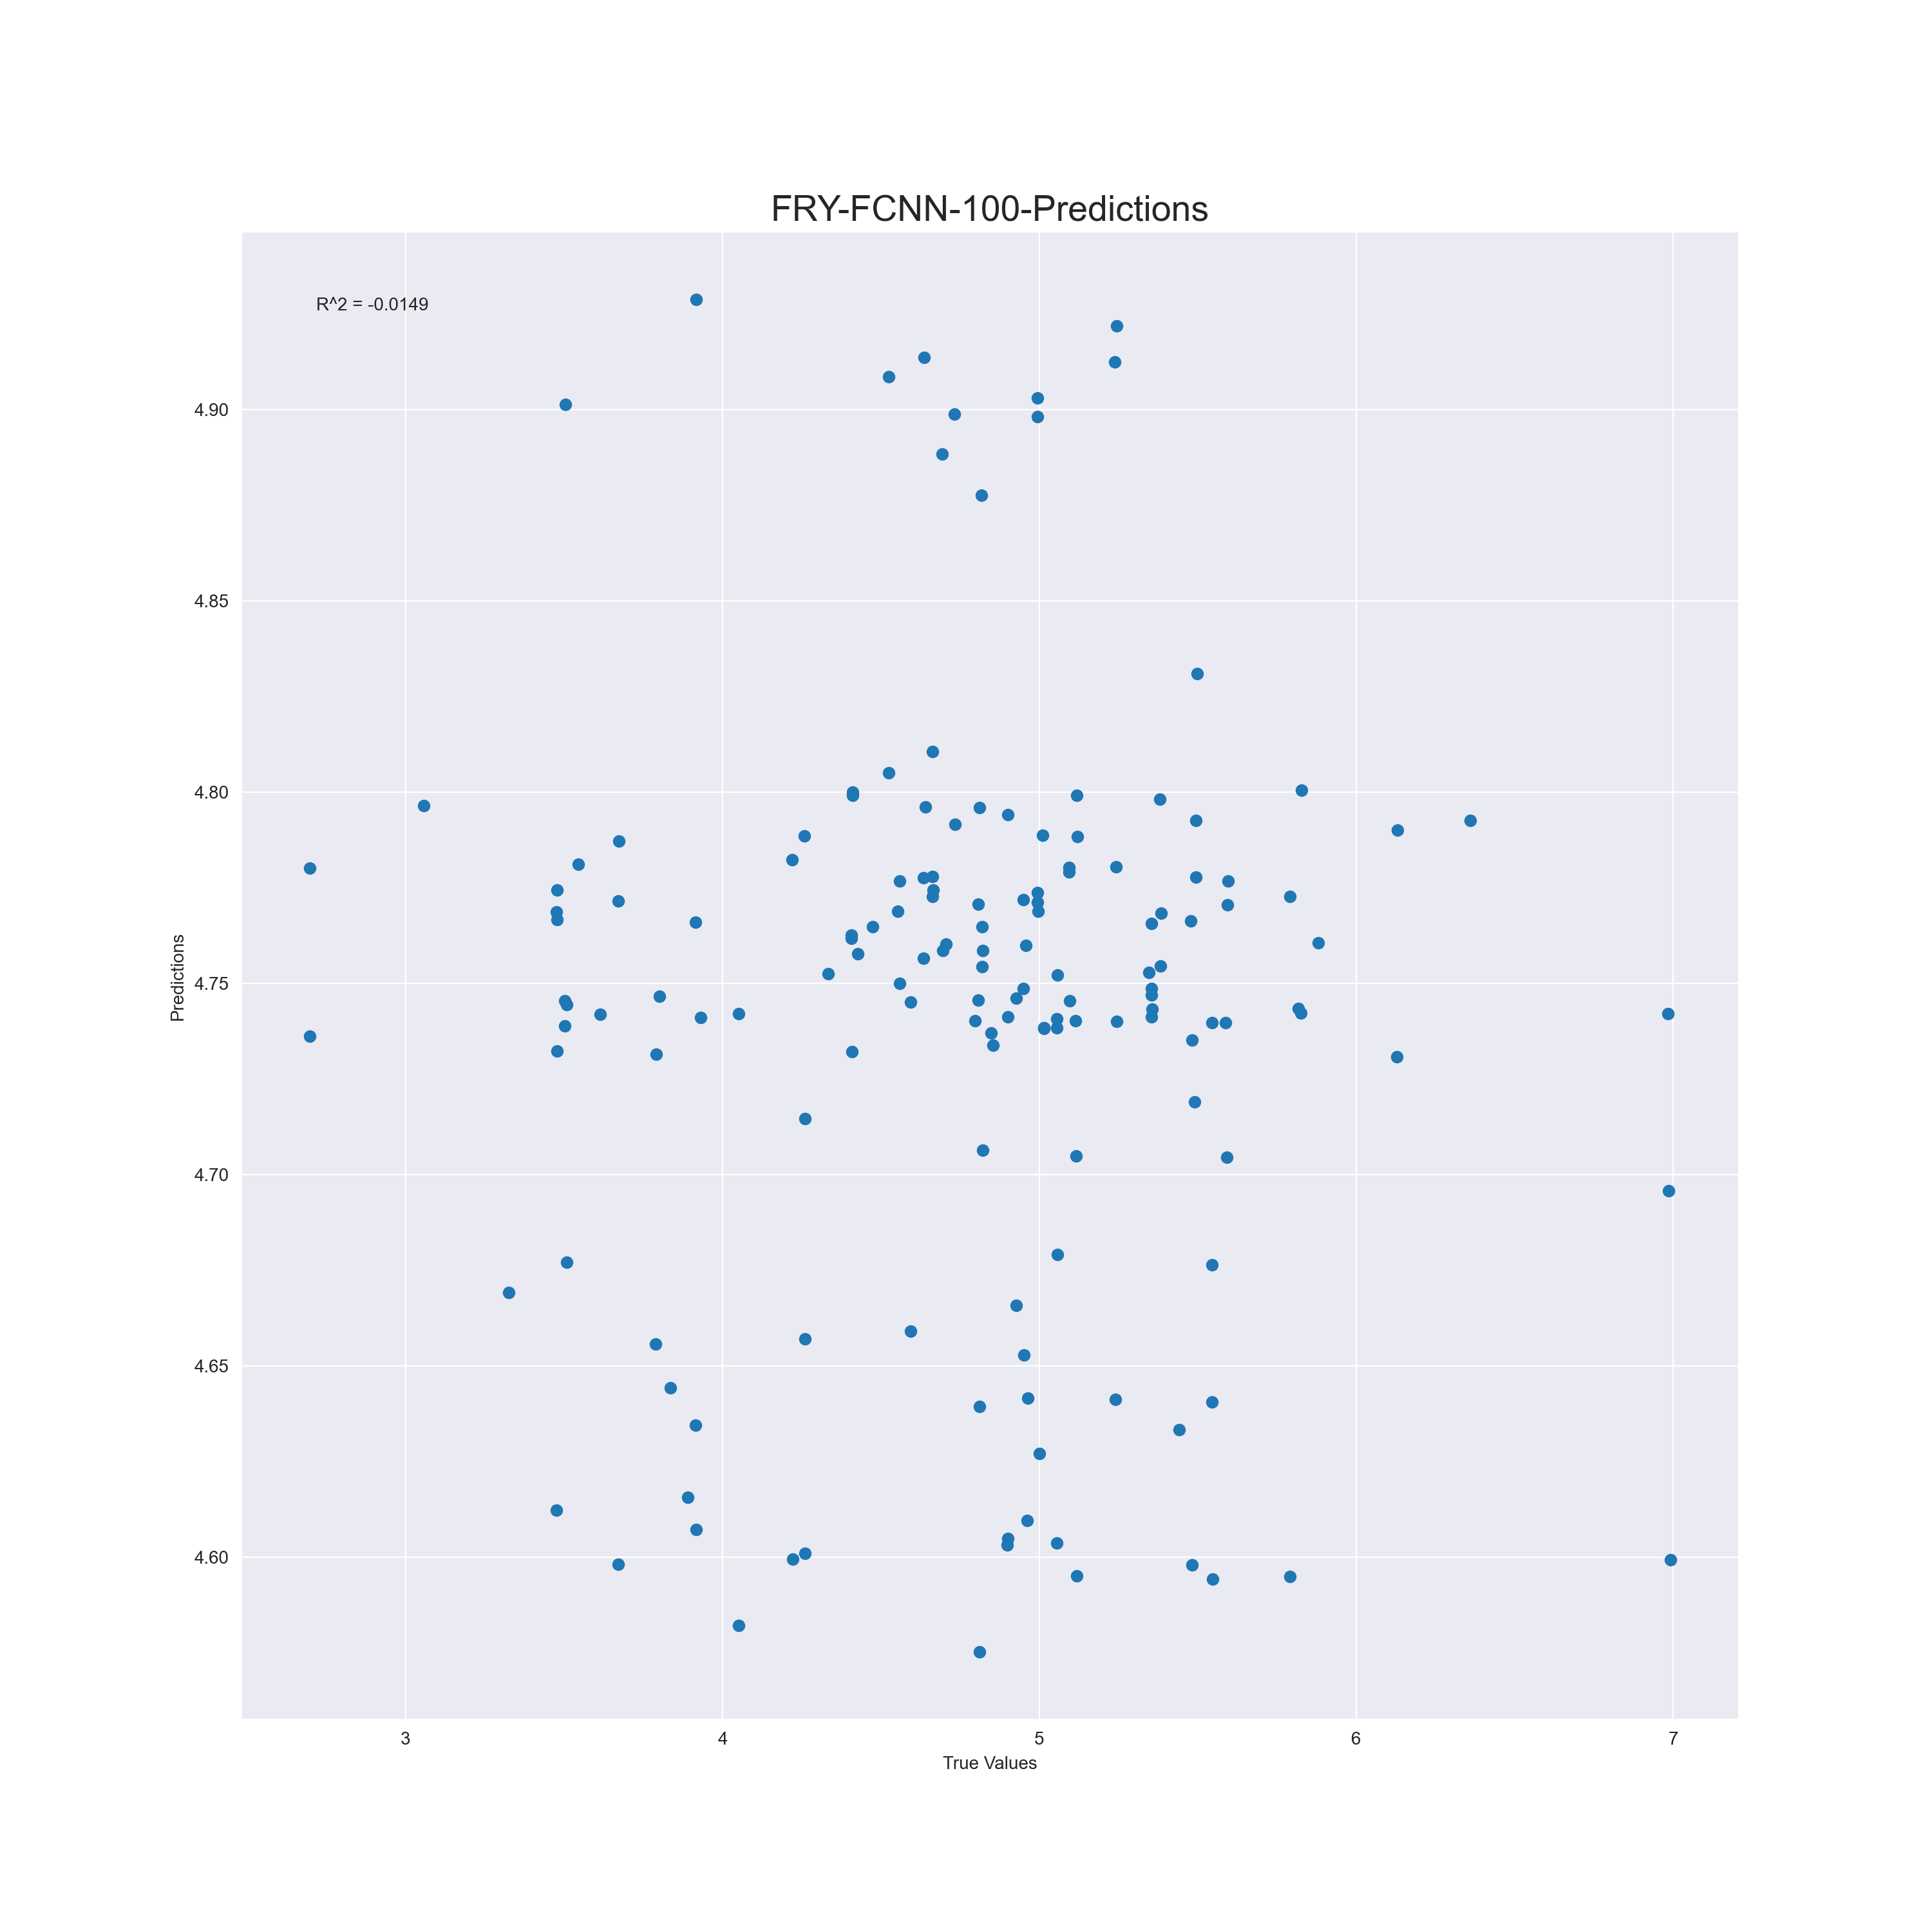 FRY-FCNN-100-Predictions
R^2 = -0.0149
4.90
4.85
4.80
4.75
4.70
4.65
4.60
Predictions
3 4 5 6 7
True Values